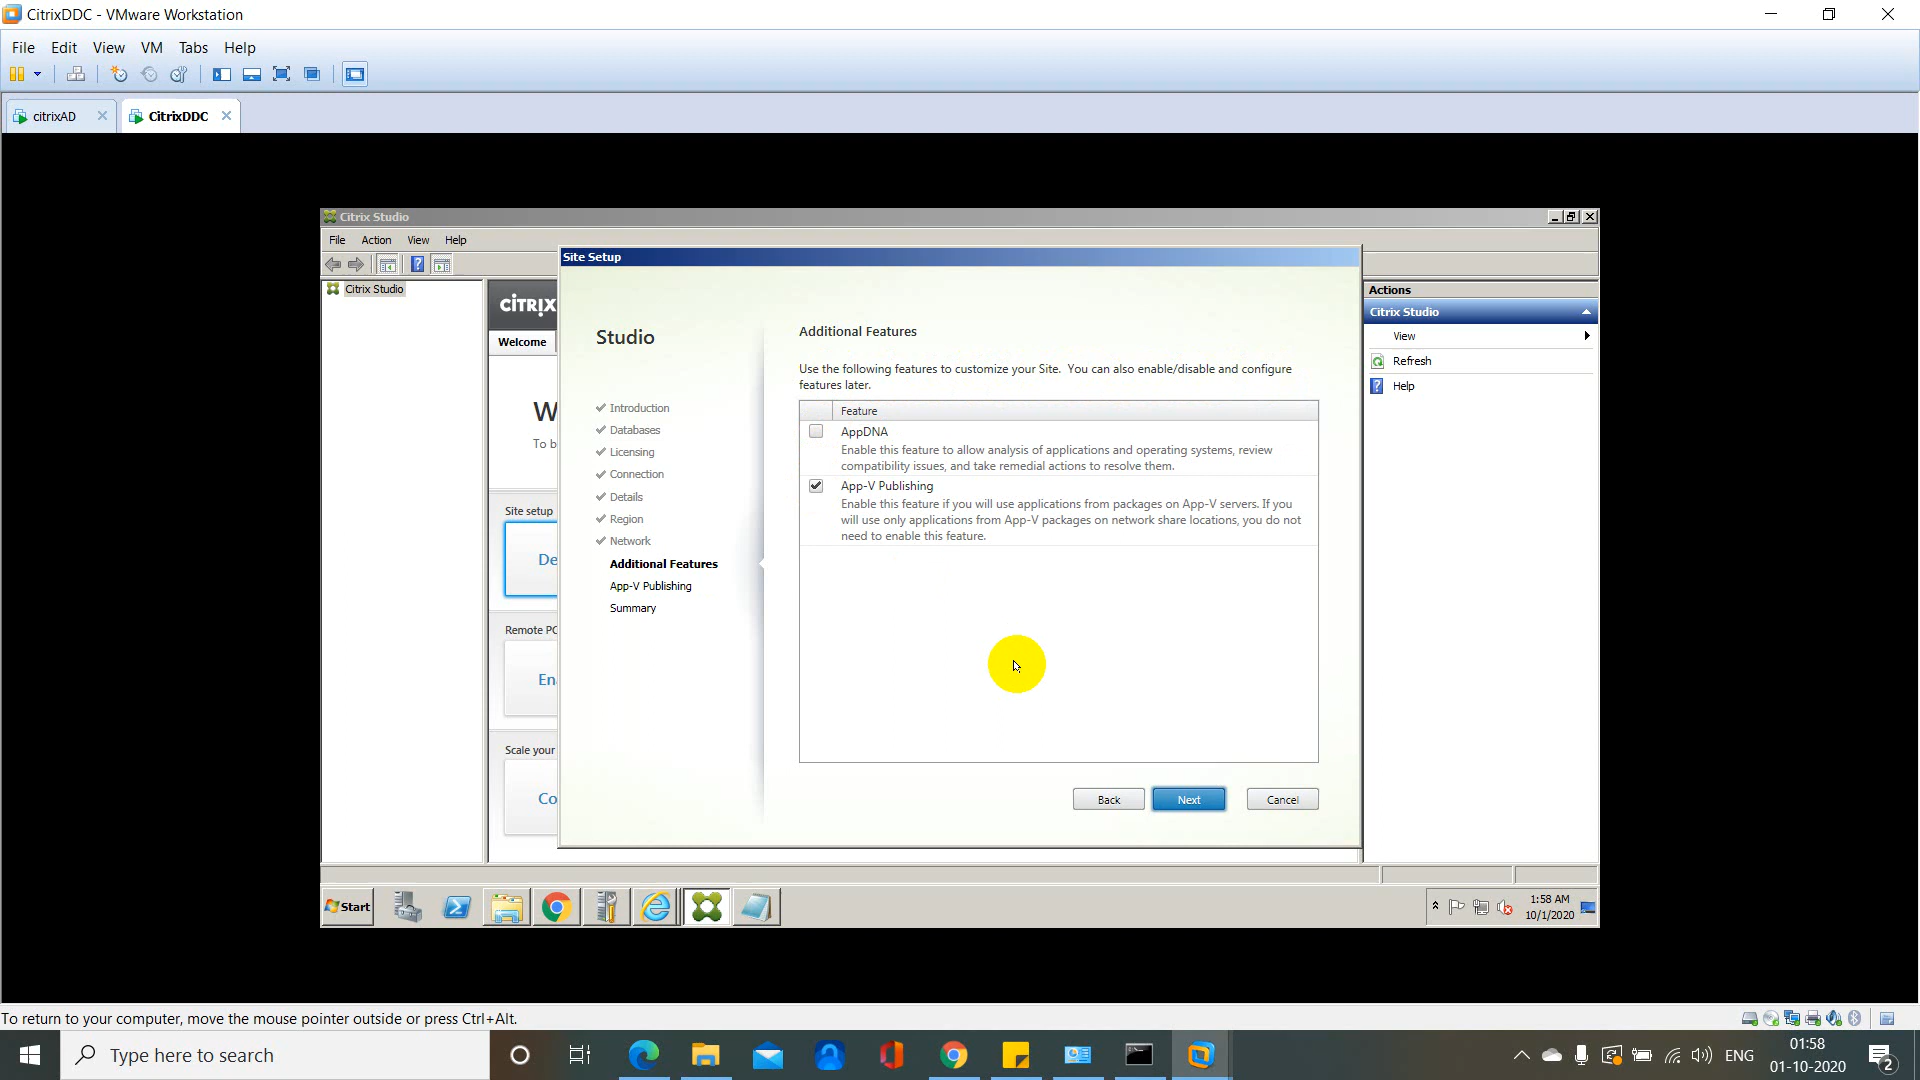 CitrixDDC - VMware Workstation
File Edit View VM Tabs Help
citrixAD
CitrixDDC
Citrix Studio
File Action View Help
Site Setup
Citrix Studio
CİTRIX
Welcome
W
To b
Site setup
De
Remote PC
En
Scale your
Co
Studio
Introduction
Databases
Licensing
Connection
Details
Region
Network
Additional Features
App-V Publishing
Summary
Additional Features
Use the following features to customize your Site. You can also enable/disable and configure
features later.
Feature
AppDNA
Enable this feature to allow analysis of applications and operating systems, review
compatibility issues, and take remedial actions to resolve them.
App-V Publishing
Enable this feature if you will use applications from packages on App-V servers. If you
will use only applications from App-V packages on network share locations, you do not
need to enable this feature.
Back Next Cancel
Actions
Citrix Studio
View
Refresh
Help
Start
1:58 AM
10/1/2020
To return to your computer, move the mouse pointer outside or press Ctrl+Alt.
Type here to search
ENG
01:58
01-10-2020
2